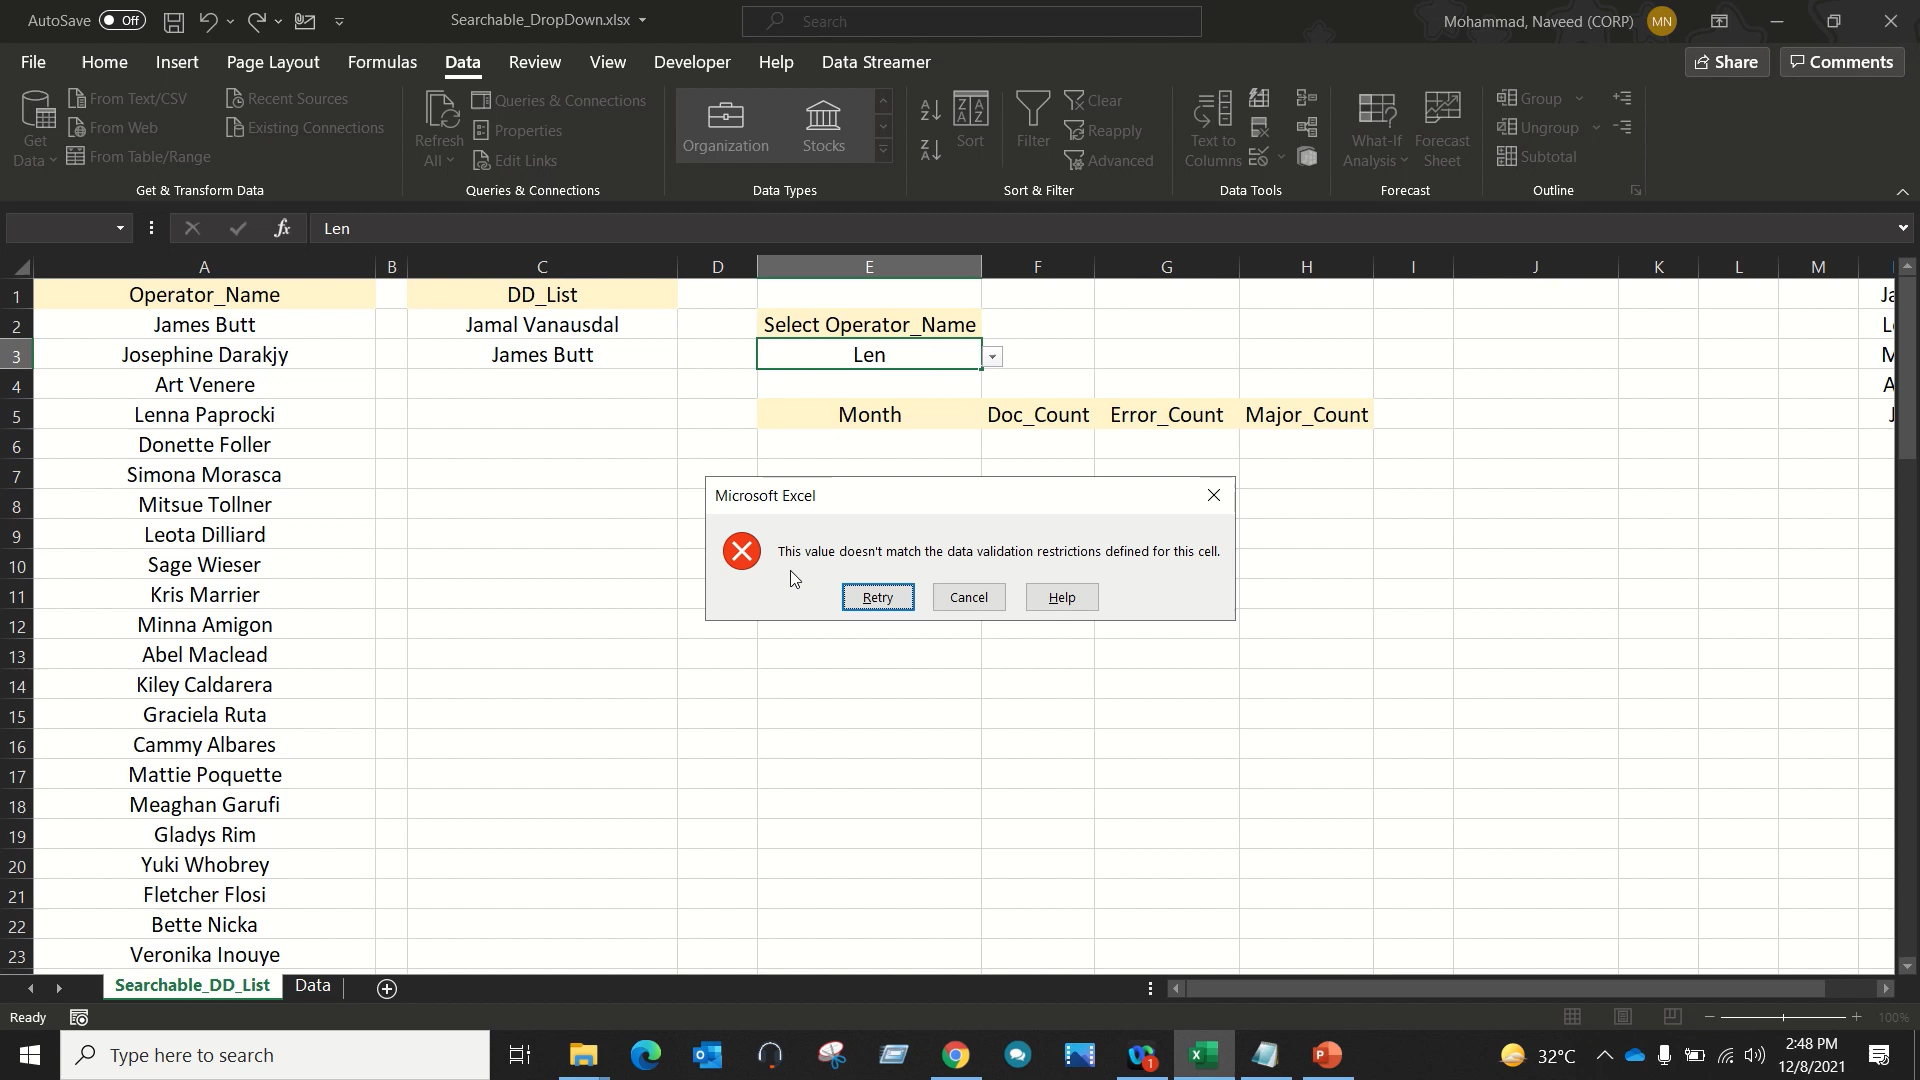 AutoSave Off Searchable_DropDown.xlsx Search Mohammad, Naveed (CORP) MN
File Home Insert Page Layout Formulas Data Review View Developer Help Data Streamer Share Comments
Get Data
From Text/CSV
From Web
From Table/Range
Recent Sources
Existing Connections
Get & Transform Data
Refresh All
Queries & Connections
Properties
Edit Links
Queries & Connections
Organization Stocks
Data Types
Sort
Filter
Clear
Reapply
Advanced
Sort & Filter
Text to Columns
Data Tools
What-If Analysis
Forecast Sheet
Forecast
Group
Ungroup
Subtotal
Outline
fx Len
A B C D E F G H I J K L M
1 Operator_Name DD_List
2 James Butt Jamal Vanausdal Select Operator_Name
3 Josephine Darakjy James Butt Len
4 Art Venere
5 Lenna Paprocki Month Doc_Count Error_Count Major_Count
6 Donette Foller
7 Simona Morasca
8 Mitsue Tollner
9 Leota Dilliard
10 Sage Wieser
11 Kris Marrier
12 Minna Amigon
13 Abel Maclead
14 Kiley Caldarera
15 Graciela Ruta
16 Cammy Albares
17 Mattie Poquette
18 Meaghan Garufi
19 Gladys Rim
20 Yuki Whobrey
21 Fletcher Flosi
22 Bette Nicka
23 Veronika Inouye
Microsoft Excel
This value doesn't match the data validation restrictions defined for this cell.
Retry Cancel Help
Searchable_DD_List Data
Ready 100%
Type here to search 1 32°C 2:48 PM
12/8/2021